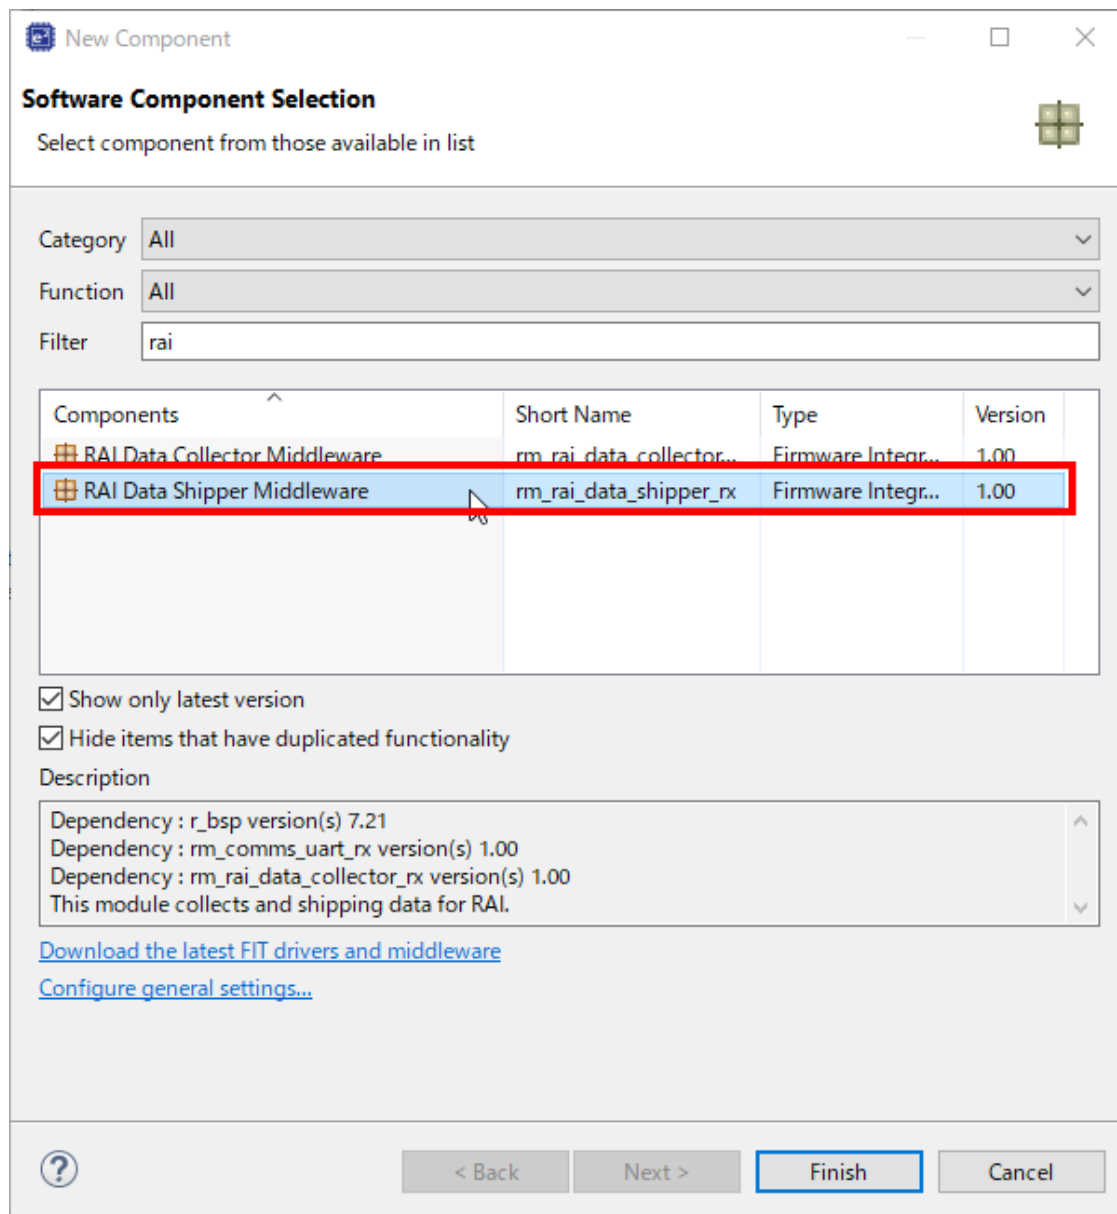 New Component
Software Component Selection
Select component from those available in list
Category All
Function All
Filter rai
Components Short Name Type Version
RAI Data Collector Middleware rm_rai_data_collector... Firmware Integr... 1.00
RAI Data Shipper Middleware rm_rai_data_shipper_rx Firmware Integr... 1.00
Show only latest version
Hide items that have duplicated functionality
Description
Dependency : r_bsp version(s) 7.21
Dependency : rm_comms_uart_rx version(s) 1.00
Dependency : rm_rai_data_collector_rx version(s) 1.00
This module collects and shipping data for RAI.
Download the latest FIT drivers and middleware
Configure general settings...
? < Back Next > Finish Cancel